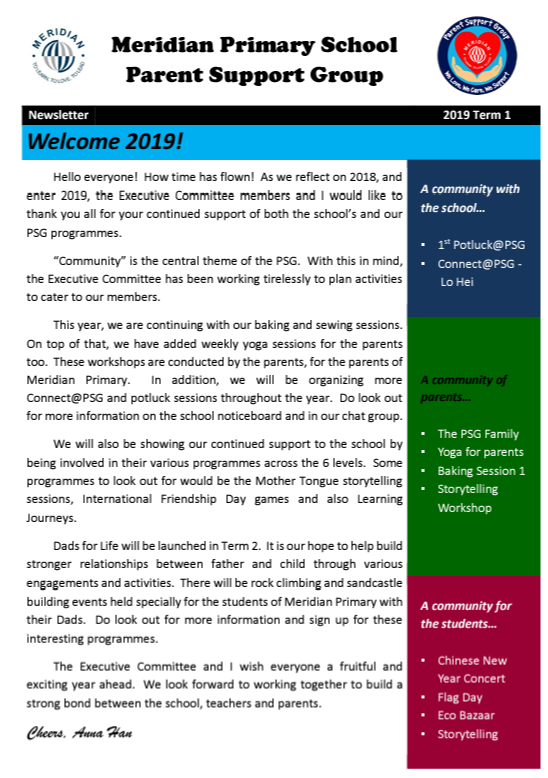 MERIDIAN
TO LEARN, TO LOVE, TO LEAD
Meridian Primary School
Parent Support Group
Parent Support Group
MERIDIAN
We Love, We Care, We Support
Newsletter 2019 Term 1
Welcome 2019!
Hello everyone! How time has flown! As we reflect on 2018, and
enter 2019, the Executive Committee members and I would like to
thank you all for your continued support of both the school's and our
PSG programmes.
"Community" is the central theme of the PSG. With this in mind,
the Executive Committee has been working tirelessly to plan activities
to cater to our members.
This year, we are continuing with our baking and sewing sessions.
On top of that, we have added weekly yoga sessions for the parents
too. These workshops are conducted by the parents, for the parents of
Meridian Primary. In addition, we will be organizing more
Connect@PSG and potluck sessions throughout the year. Do look out
for more information on the school noticeboard and in our chat group.
We will also be showing our continued support to the school by
being involved in their various programmes across the 6 levels. Some
programmes to look out for would be the Mother Tongue storytelling
sessions, International Friendship Day games and also Learning
Journeys.
Dads for Life will be launched in Term 2. It is our hope to help build
stronger relationships between father and child through various
engagements and activities. There will be rock climbing and sandcastle
building events held specially for the students of Meridian Primary with
their Dads. Do look out for more information and sign up for these
interesting programmes.
The Executive Committee and I wish everyone a fruitful and
exciting year ahead. We look forward to working together to build a
strong bond between the school, teachers and parents.
Cheers, Anna Han
A community with
the school…
▪ 1st Potluck@PSG
▪ Connect@PSG -
Lo Hei
A community of
parents…
▪ The PSG Family
▪ Yoga for parents
▪ Baking Session 1
▪ Storytelling
Workshop
A community for
the students…
▪ Chinese New
Year Concert
▪ Flag Day
▪ Eco Bazaar
▪ Storytelling